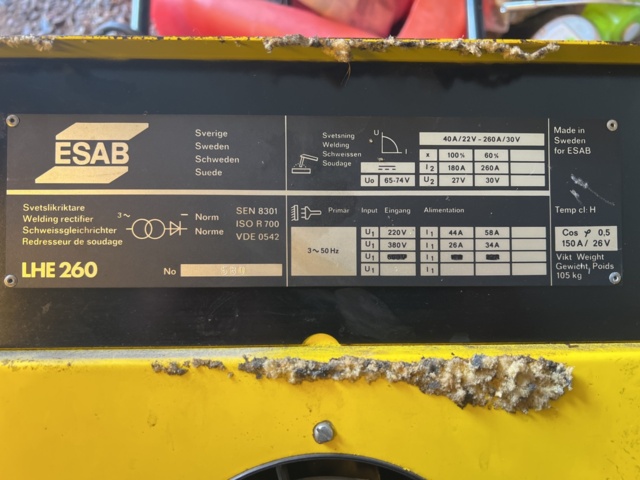 ESAB
Sverige
Sweden
Schweden
Suede
Svetsning
Welding
Schweissen
Soudage
U
I
40A/22V-260A/30V
x 100% 60%
I2 180A 260A
Uo 65-74V U2 27V 30V
Made in
Sweden
for ESAB
Svetslikriktare
Welding rectifier
Schweissgleichrichter
Redresseur de soudage
3~
Norm
Norme
SEN 8301
ISO R 700
VDE 0542
LHE 260
No
Primär Input Eingang Alimentation
3~50 Hz
U1 220V I1 44A 58A
U1 380V I1 26A 34A
U1 I1
U1 I1
Temp cl: H
Cos φ 0,5
150A/ 26V
Vikt Weight
Gewicht Poids
105 kg